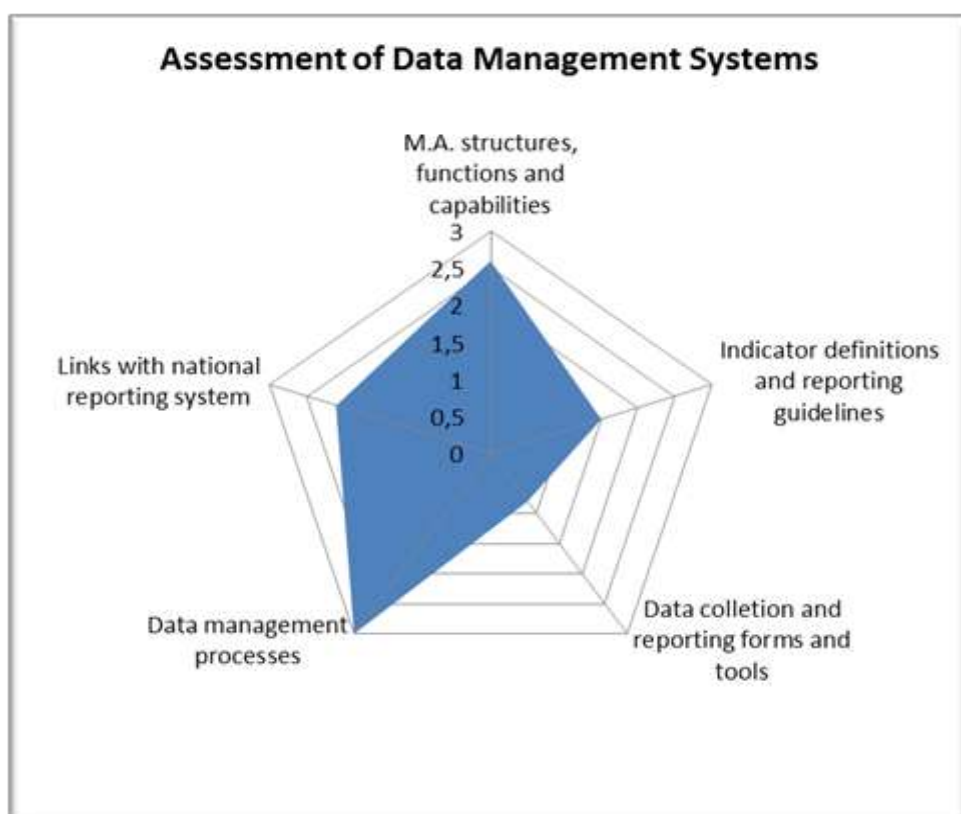 Assessment of Data Management Systems
M.A. structures,
functions and
capabilities
3
2,5
2
1,5
1
0,5
0
Indicator definitions
and reporting
guidelines
Links with national
reporting system
Data colletion and
reporting forms and
tools
Data management
processes